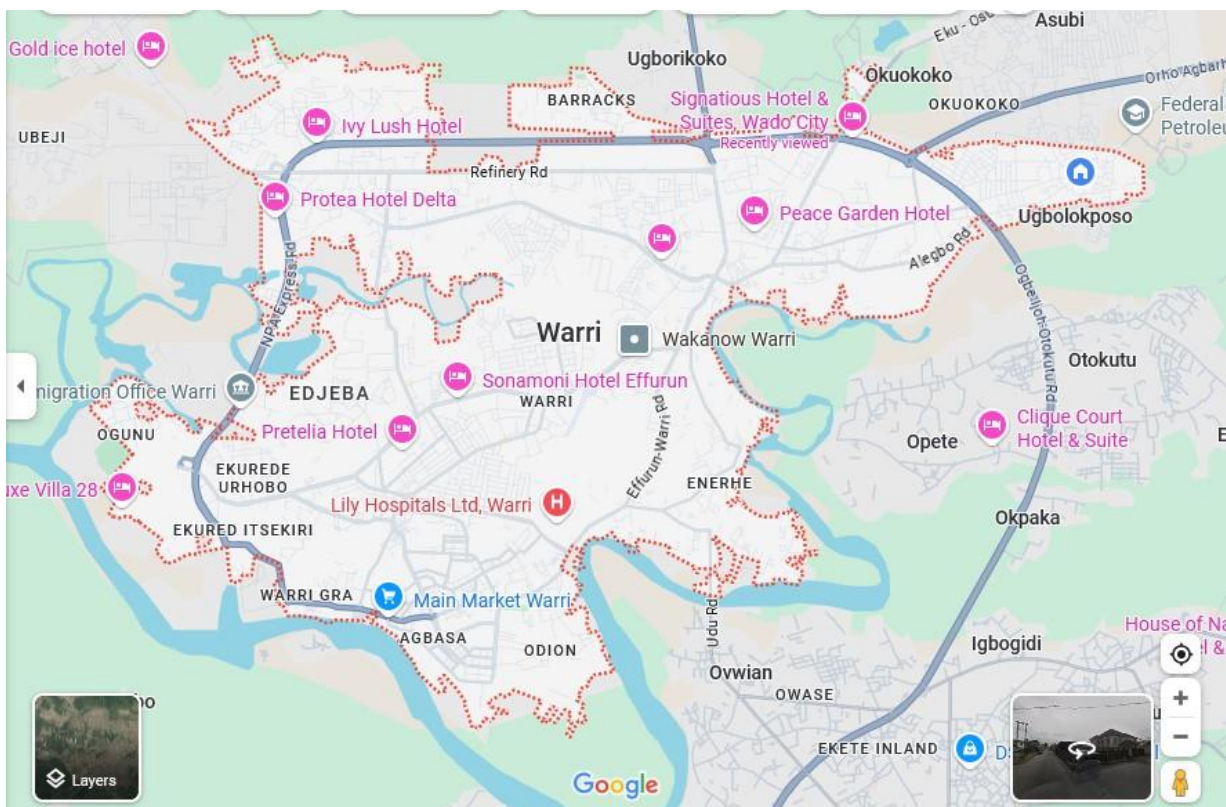 Asubi
Eku - Os
Gold ice hotel
Ugborikoko
Okuokoko
Orho Agbarh
BARRACKS
Signatious Hotel &
Suites, Wado City
Recently viewed
OKUOKOKO
Federal
Petroleu
UBEJI
Ivy Lush Hotel
Refinery Rd
Protea Hotel Delta
Peace Garden Hotel
Ugbolokposo
Alegbo Rd
NPA Express Rd
Ogbe-Ijoh-Otokutu Rd
Warri
Wakanow Warri
Otokutu
nigration Office Warri
EDJEBA
Sonamoni Hotel Effurun
WARRI
Effurun-Warri Rd
Clique Court
Hotel & Suite
OGUNU
Pretelia Hotel
Opete
E
EKUREDE
URHOBO
uxe Villa 28
Lily Hospitals Ltd, Warri
H
ENERHE
Okpaka
EKURED ITSEKIRI
WARRI GRA
Main Market Warri
Udu Rd
House of Na
el &
AGBASA
ODION
Igbogidi
Ovwian
OWASE
bo
Layers
EKETE INLAND
Google